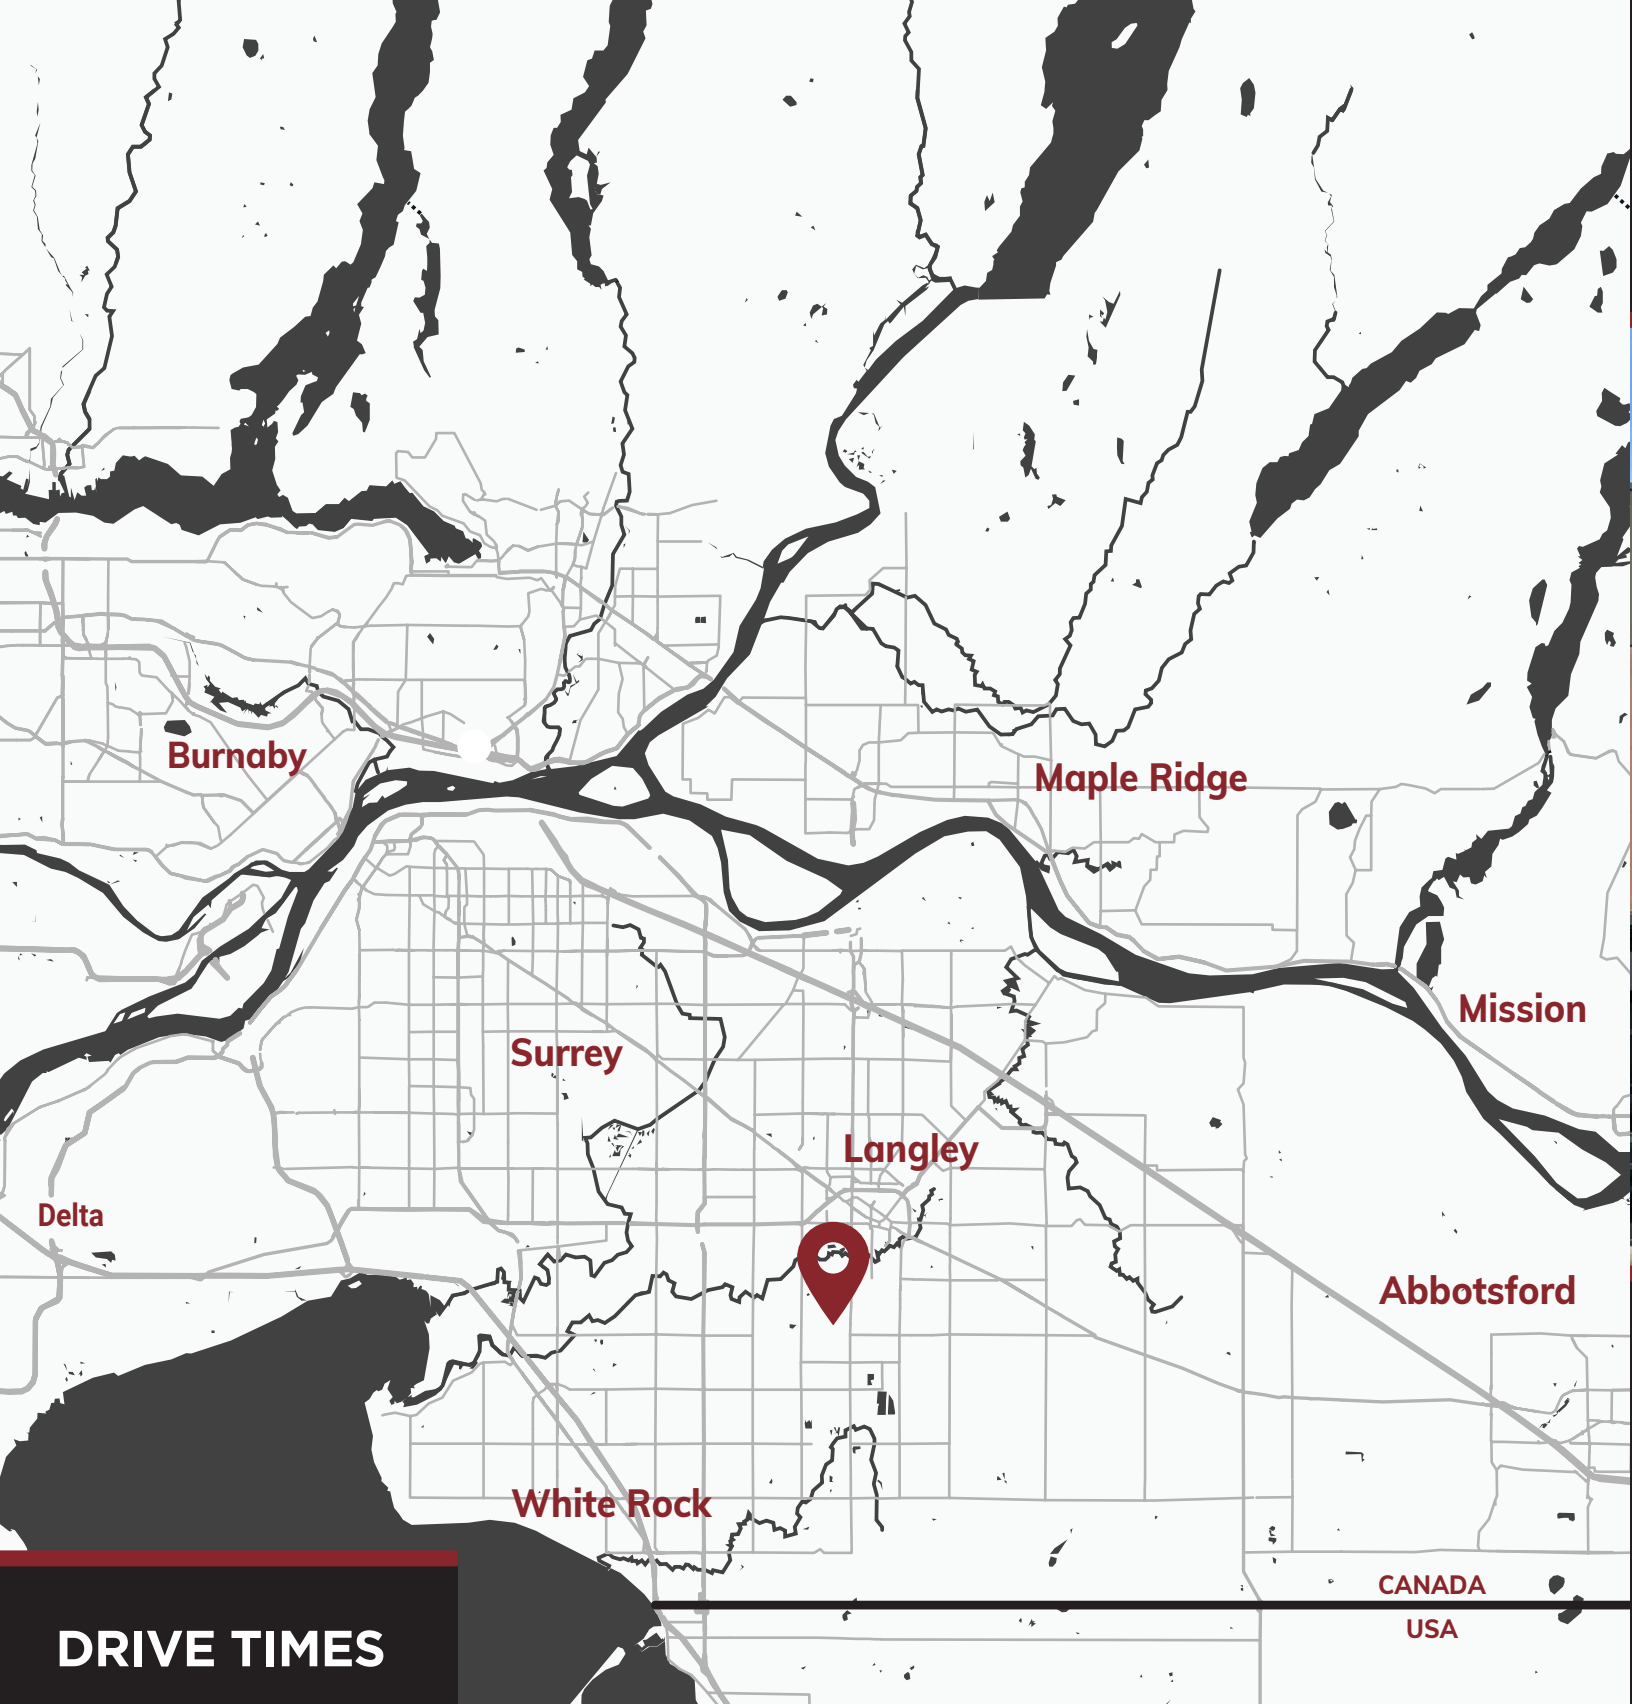 Burnaby
Maple Ridge
Mission
Surrey
Langley
Delta
Abbotsford
White Rock
CANADA
USA
DRIVE TIMES